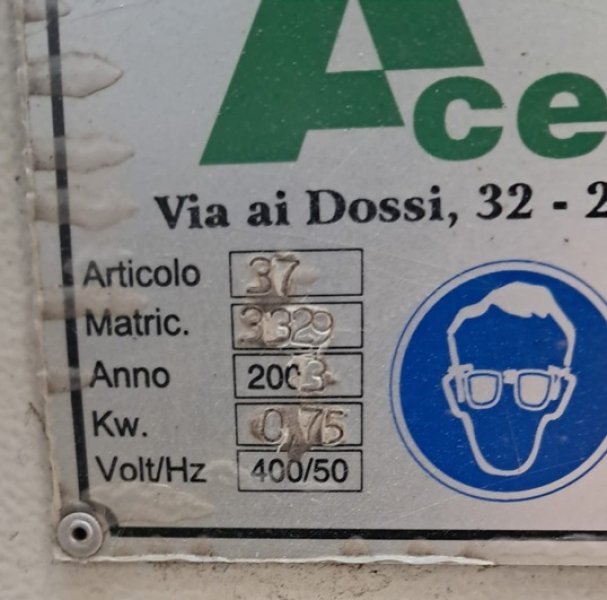 Ace
Via ai Dossi, 32 - 2
Articolo 37
Matric. 3329
Anno 2003
Kw. 0,75
Volt/Hz 400/50